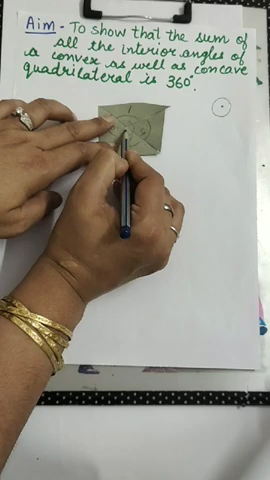 Aim - To show that the sum of
all the interior angles of
a convex as well as concave
quadrilateral is 360°.